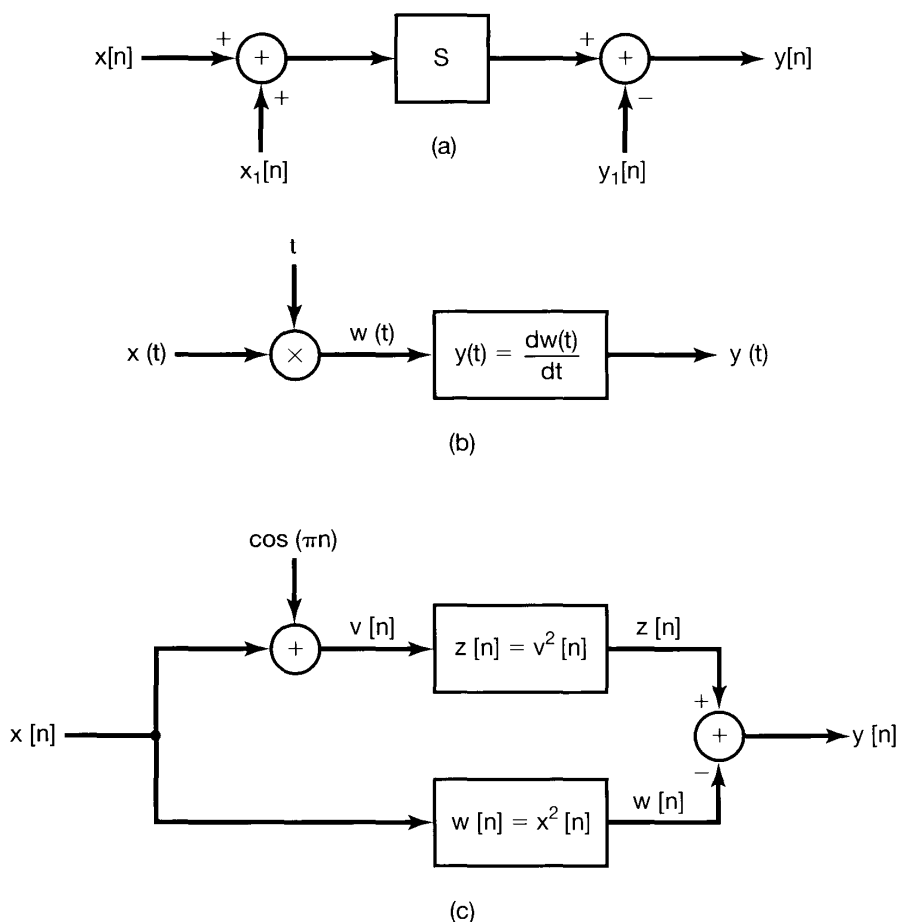 x[n] + + S + + y[n]
+ −
x₁[n] (a) y₁[n]
t
x (t) × w (t) y(t) = dw(t)/dt y (t)
(b)
cos (πn)
+ v [n] z [n] = v² [n] z [n]
+
x [n] + y [n]
−
w [n] = x² [n] w [n]
(c)